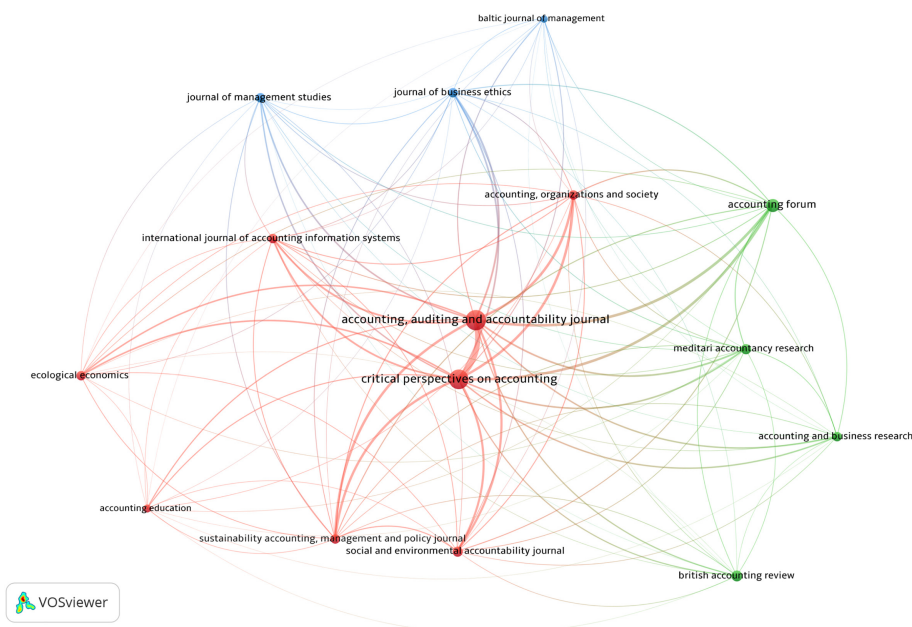 baltic journal of management
journal of business ethics
journal of management studies
accounting, organizations and society
accounting forum
international journal of accounting information systems
accounting, auditing and accountability journal
meditari accountancy research
ecological economics
critical perspectives on accounting
accounting and business research
accounting education
sustainability accounting, management and policy journal
social and environmental accountability journal
british accounting review
VOSviewer